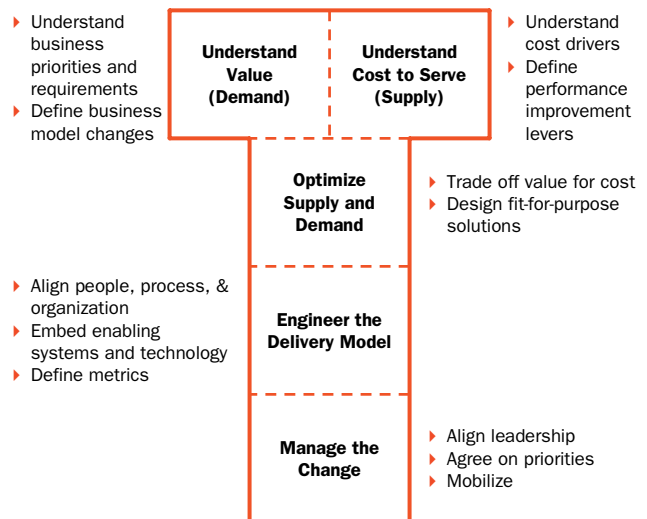 Understand
business
priorities and
requirements
Define business
model changes
Understand
Value
(Demand)
Understand
Cost to Serve
(Supply)
Understand
cost drivers
Define
performance
improvement
levers
Optimize
Supply and
Demand
Trade off value for cost
Design fit-for-purpose
solutions
Align people, process, &
organization
Embed enabling
systems and technology
Define metrics
Engineer the
Delivery Model
Manage the
Change
Align leadership
Agree on priorities
Mobilize